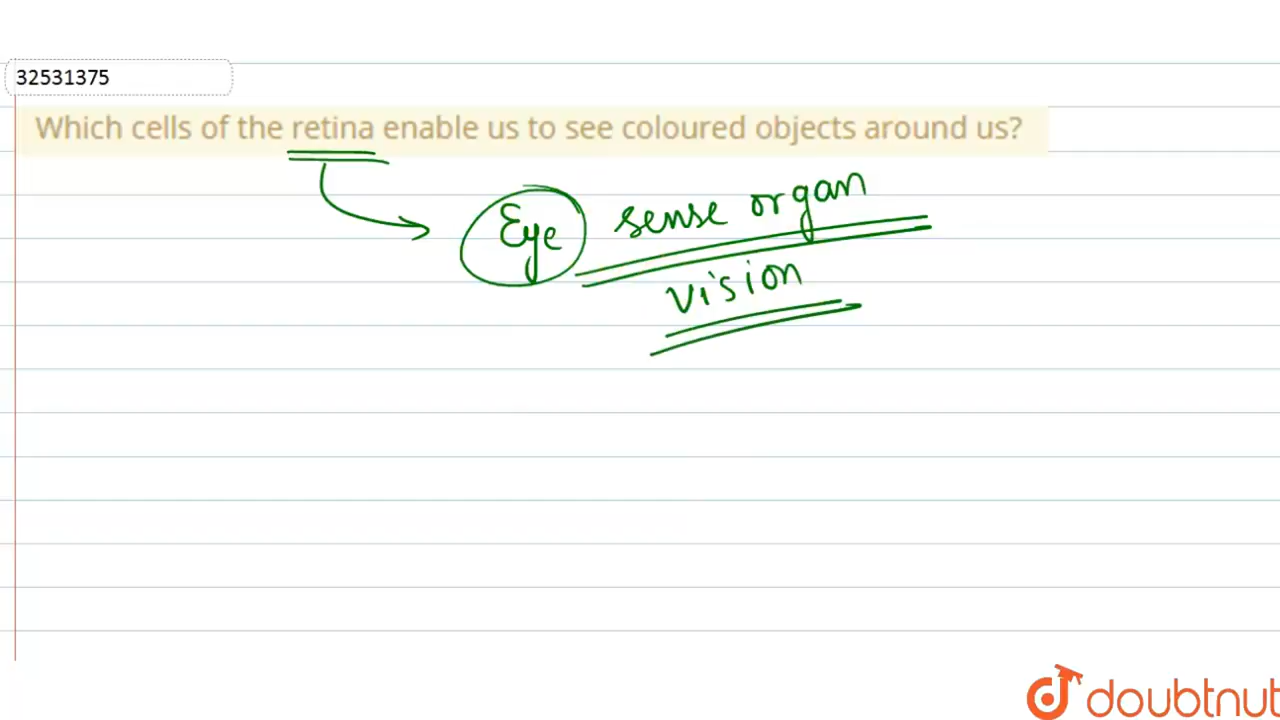 32531375
Which cells of the retina enable us to see coloured objects around us?
Eye sense organ
vision
doubtnut